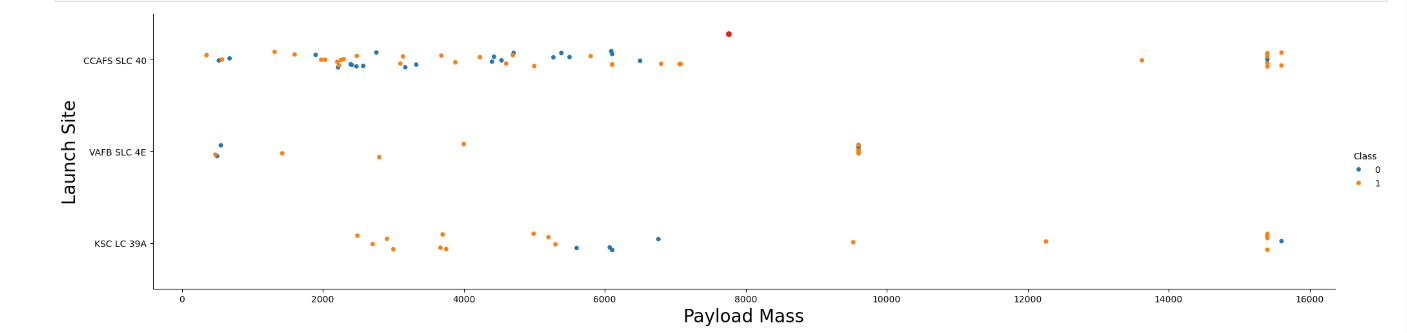 CCAFS SLC 40
VAFB SLC 4E
KSC LC 39A
Launch Site
0 2000 4000 6000 8000 10000 12000 14000 16000
Payload Mass
Class
0
1